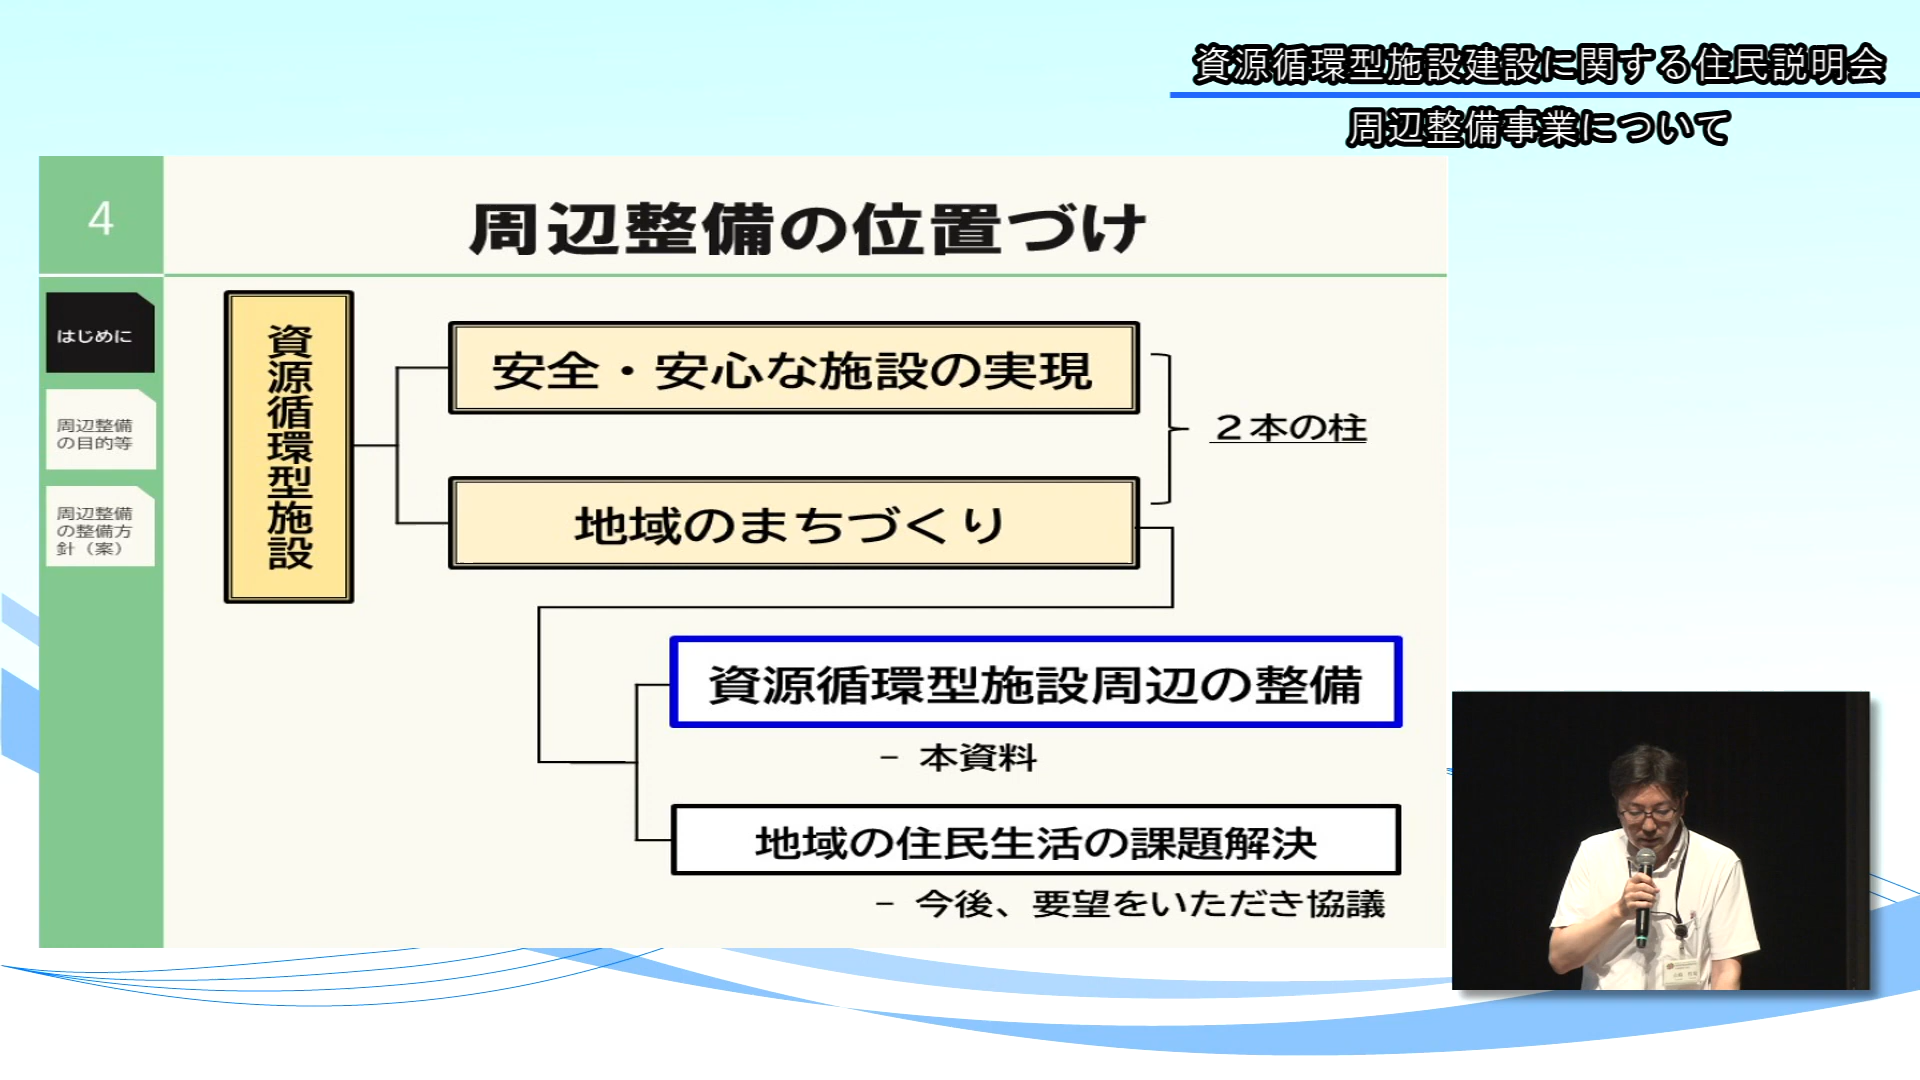 資源循環型施設建設に関する住民説明会
周辺整備事業について
4
周辺整備の位置づけ
はじめに
周辺整備
の目的等
周辺整備
の整備方
針（案）
資源循環型施設
安全・安心な施設の実現
２本の柱
地域のまちづくり
資源循環型施設周辺の整備
－ 本資料
地域の住民生活の課題解決
－ 今後、要望をいただき協議